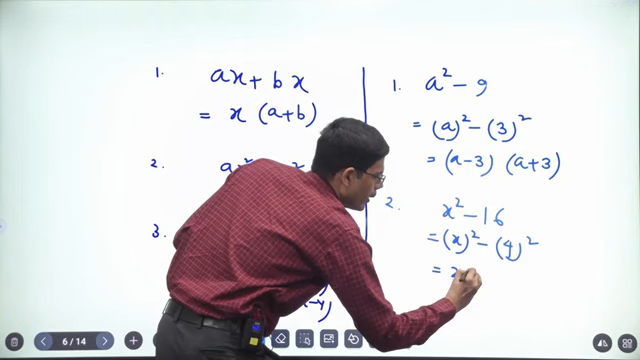 1.
ax + bx
= x (a+b)
2.
3.
1. a² - 9
= (a)² - (3)²
= (a-3) (a+3)
2. x² - 16
= (x)² - (4)²
= x
6 / 14